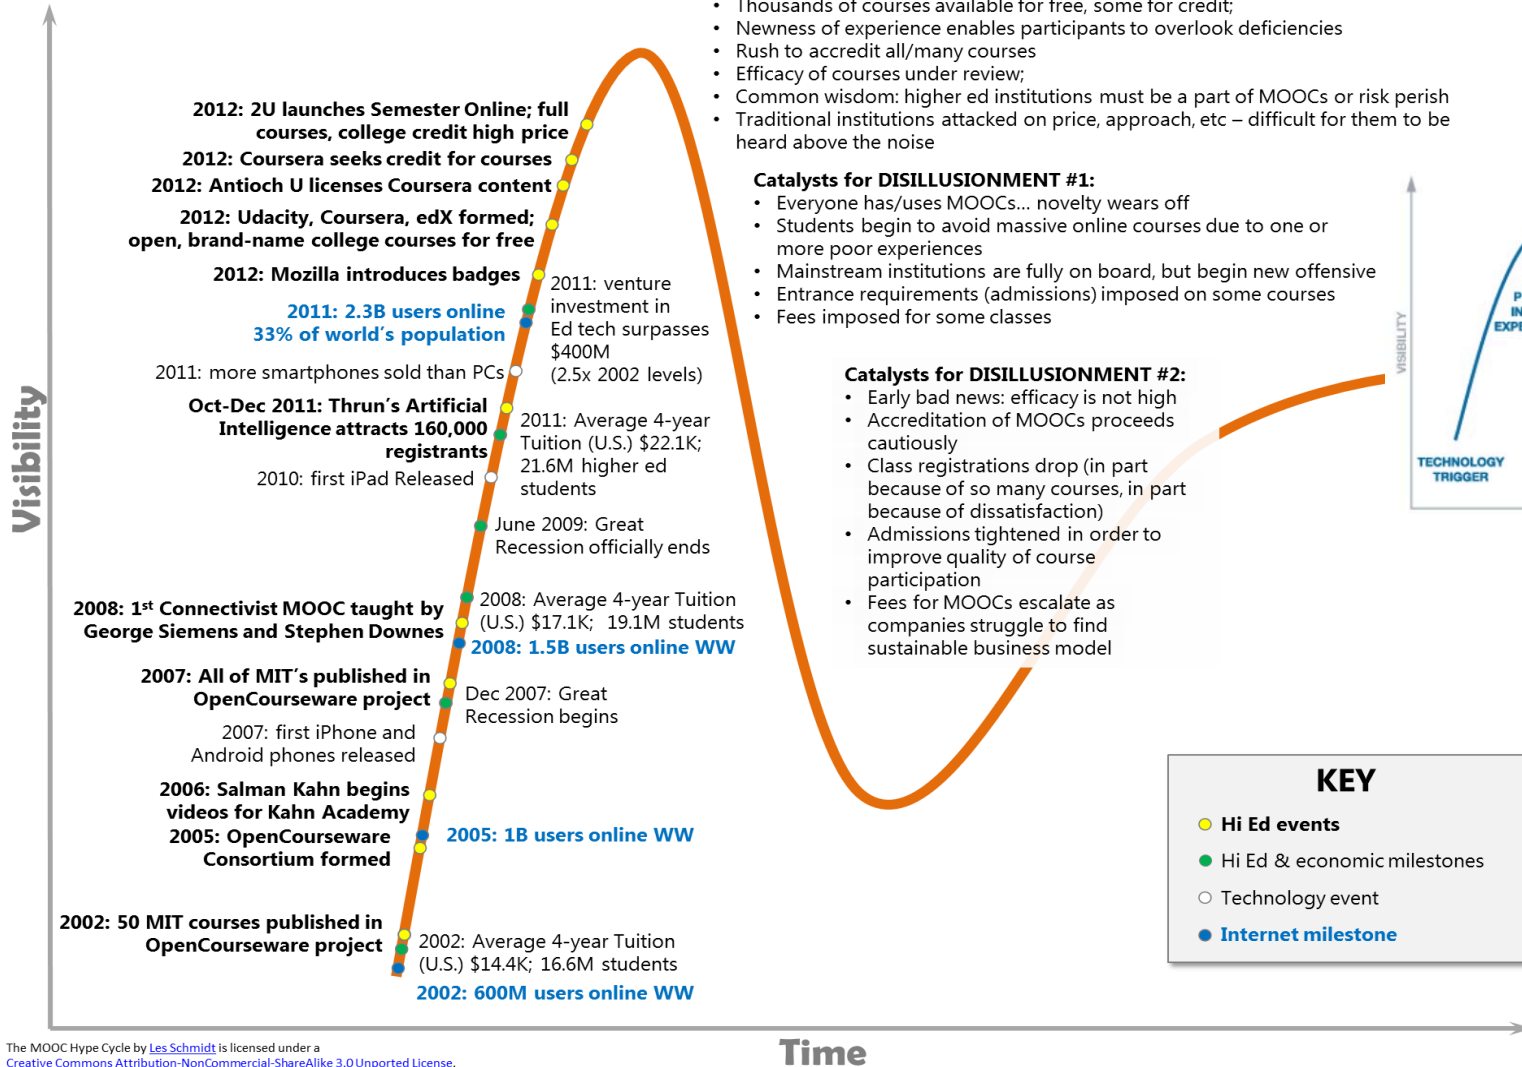 • Thousands of courses available for free, some for credit;
• Newness of experience enables participants to overlook deficiencies
• Rush to accredit all/many courses
• Efficacy of courses under review;
• Common wisdom: higher ed institutions must be a part of MOOCs or risk perish
• Traditional institutions attacked on price, approach, etc – difficult for them to be
heard above the noise
2012: 2U launches Semester Online; full
courses, college credit high price
2012: Coursera seeks credit for courses
2012: Antioch U licenses Coursera content
2012: Udacity, Coursera, edX formed;
open, brand-name college courses for free
2012: Mozilla introduces badges
2011: 2.3B users online
33% of world's population
2011: more smartphones sold than PCs
Oct-Dec 2011: Thrun's Artificial
Intelligence attracts 160,000
registrants
2010: first iPad Released
2008: 1st Connectivist MOOC taught by
George Siemens and Stephen Downes
2007: All of MIT's published in
OpenCourseware project
2007: first iPhone and
Android phones released
2006: Salman Kahn begins
videos for Kahn Academy
2005: OpenCourseware
Consortium formed
2002: 50 MIT courses published in
OpenCourseware project
2011: venture
investment in
Ed tech surpasses
$400M
(2.5x 2002 levels)
2011: Average 4-year
Tuition (U.S.) $22.1K;
21.6M higher ed
students
June 2009: Great
Recession officially ends
2008: Average 4-year Tuition
(U.S.) $17.1K; 19.1M students
2008: 1.5B users online WW
Dec 2007: Great
Recession begins
2005: 1B users online WW
2002: Average 4-year Tuition
(U.S.) $14.4K; 16.6M students
2002: 600M users online WW
Catalysts for DISILLUSIONMENT #1:
• Everyone has/uses MOOCs... novelty wears off
• Students begin to avoid massive online courses due to one or
more poor experiences
• Mainstream institutions are fully on board, but begin new offensive
• Entrance requirements (admissions) imposed on some courses
• Fees imposed for some classes
Catalysts for DISILLUSIONMENT #2:
• Early bad news: efficacy is not high
• Accreditation of MOOCs proceeds
cautiously
• Class registrations drop (in part
because of so many courses, in part
because of dissatisfaction)
• Admissions tightened in order to
improve quality of course
participation
• Fees for MOOCs escalate as
companies struggle to find
sustainable business model
VISIBILITY
P
IN
EXPE
TECHNOLOGY
TRIGGER
KEY
Hi Ed events
Hi Ed & economic milestones
Technology event
Internet milestone
Visibility
Time
The MOOC Hype Cycle by Les Schmidt is licensed under a
Creative Commons Attribution-NonCommercial-ShareAlike 3.0 Unported License.